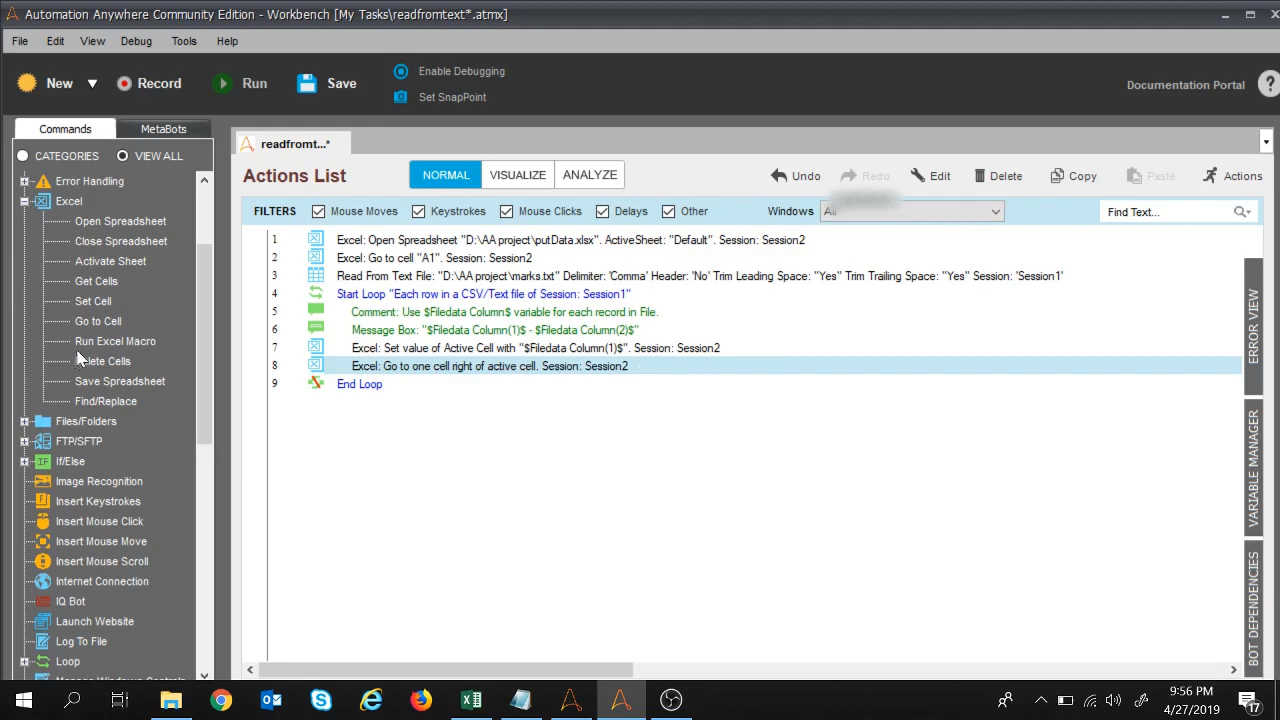 Automation Anywhere Community Edition - Workbench [My Tasks\readfromtext*.atmx]
File Edit View Debug Tools Help
New Record Run Save
Enable Debugging
Set SnapPoint
Documentation Portal ?
Commands MetaBots
CATEGORIES VIEW ALL
Error Handling
Excel
Open Spreadsheet
Close Spreadsheet
Activate Sheet
Get Cells
Set Cell
Go to Cell
Run Excel Macro
Cells
Save Spreadsheet
Find/Replace
Files/Folders
FTP/SFTP
IF If/Else
Image Recognition
Insert Keystrokes
Insert Mouse Click
Insert Mouse Move
Insert Mouse Scroll
Internet Connection
IQ Bot
Launch Website
Log To File
Loop
Manage Windows Controls
readfromt...*
Actions List NORMAL VISUALIZE ANALYZE Undo Redo Edit Delete Copy Paste Actions
FILTERS Mouse Moves Keystrokes Mouse Clicks Delays Other Windows All Find Text...
1 Excel: Open Spreadsheet "D:\AA project\putData.xlsx". ActiveSheet: "Default". Session: Session2
2 Excel: Go to cell "A1". Session: Session2
3 Read From Text File: "D:\AA project\marks.txt" Delimiter: 'Comma' Header: 'No' Trim Leading Space: "Yes" Trim Trailing Space: "Yes" Session: 'Session1'
4 Start Loop "Each row in a CSV/Text file of Session: Session1"
5 Comment: Use $Filedata Column$ variable for each record in File.
6 Message Box: "$Filedata Column(1)$ - $Filedata Column(2)$"
7 Excel: Set value of Active Cell with "$Filedata Column(1)$". Session: Session2
8 Excel: Go to one cell right of active cell. Session: Session2
9 End Loop
ERROR VIEW
VARIABLE MANAGER
BOT DEPENDENCIES
9:56 PM
4/27/2019
17